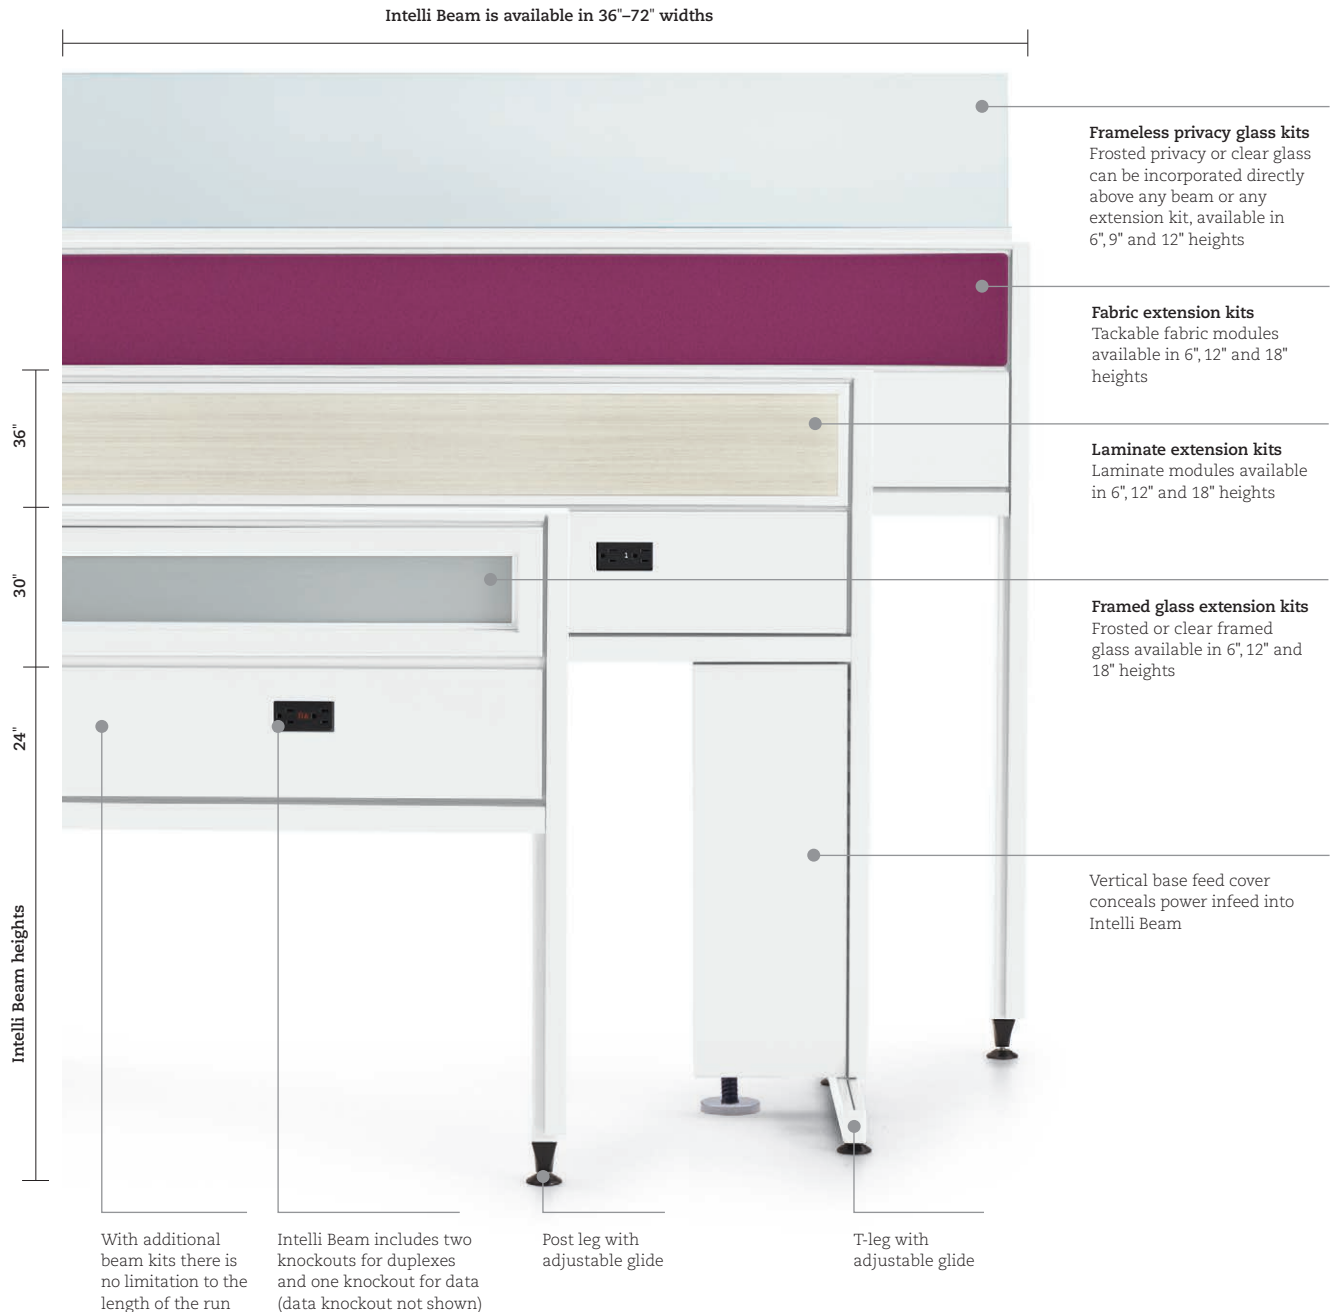 Intelli Beam is available in 36"–72" widths
Frameless privacy glass kits
Frosted privacy or clear glass
can be incorporated directly
above any beam or any
extension kit, available in
6", 9" and 12" heights
Fabric extension kits
Tackable fabric modules
available in 6", 12" and 18"
heights
Laminate extension kits
Laminate modules available
in 6", 12" and 18" heights
Framed glass extension kits
Frosted or clear framed
glass available in 6", 12" and
18" heights
Vertical base feed cover
conceals power infeed into
Intelli Beam
36"
30"
24"
Intelli Beam heights
1
With additional
beam kits there is
no limitation to the
length of the run
Intelli Beam includes two
knockouts for duplexes
and one knockout for data
(data knockout not shown)
Post leg with
adjustable glide
T-leg with
adjustable glide